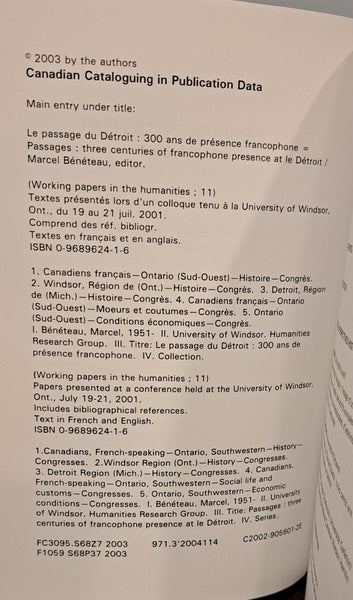 © 2003 by the authors
Canadian Cataloguing in Publication Data
Main entry under title:
Le passage du Détroit : 300 ans de présence francophone =
Passages : three centuries of francophone presence at le Détroit /
Marcel Bénéteau, editor.
(Working papers in the humanities ; 11)
Textes présentés lors d'un colloque tenu à la University of Windsor,
Ont., du 19 au 21 juil. 2001.
Comprend des réf. bibliogr.
Textes en français et en anglais.
ISBN 0-9689624-1-6
1. Canadiens français—Ontario (Sud-Ouest)—Histoire—Congrès.
2. Windsor, Région de (Ont.)—Histoire—Congrès. 3. Detroit, Région
de (Mich.)—Histoire—Congrès. 4. Canadiens français—Ontario
(Sud-Ouest)—Moeurs et coutumes—Congrès. 5. Ontario
(Sud-Ouest)—Conditions économiques—Congrès.
I. Bénéteau, Marcel, 1951- II. University of Windsor. Humanities
Research Group. III. Titre: Le passage du Détroit : 300 ans de
présence francophone. IV. Collection.
(Working papers in the humanities ; 11)
Papers presented at a conference held at the University of Windsor,
Ont., July 19-21, 2001.
Includes bibliographical references.
Text in French and English.
ISBN 0-9689624-1-6
1.Canadians, French-speaking—Ontario, Southwestern—History—
Congresses. 2.Windsor Region (Ont.)—History—Congresses.
3. Detroit Region (Mich.)—History—Congresses. 4. Canadians,
French-speaking—Ontario, Southwestern—Social life and
customs—Congresses. 5. Ontario, Southwestern—Economic
conditions—Congresses. I. Bénéteau, Marcel, 1951- II. University
of Windsor. Humanities Research Group. III. Title: Passages : three
centuries of francophone presence at le Détroit. IV. Series.
FC3095.S68Z7 2003 971.3'2004114 C2002-905601-2E
F1059 S68P37 2003